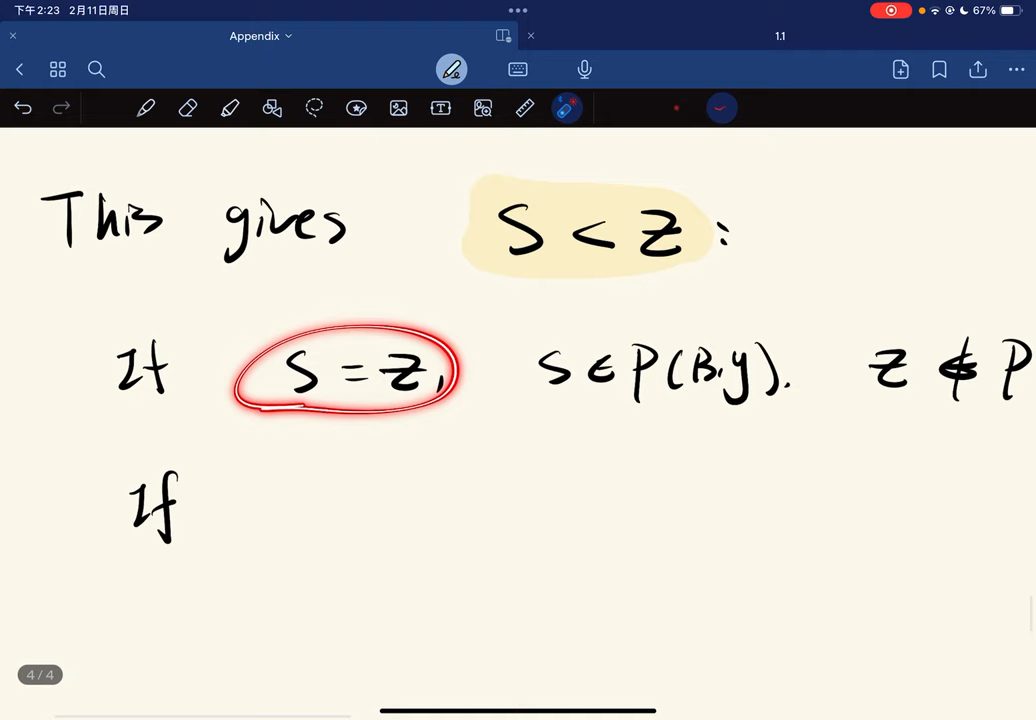 下午2:23 2月11日周日 67%
Appendix 1.1
This gives S < Z :
If S = Z, S ∈ P(B,y). Z ∉ P
If
4 / 4